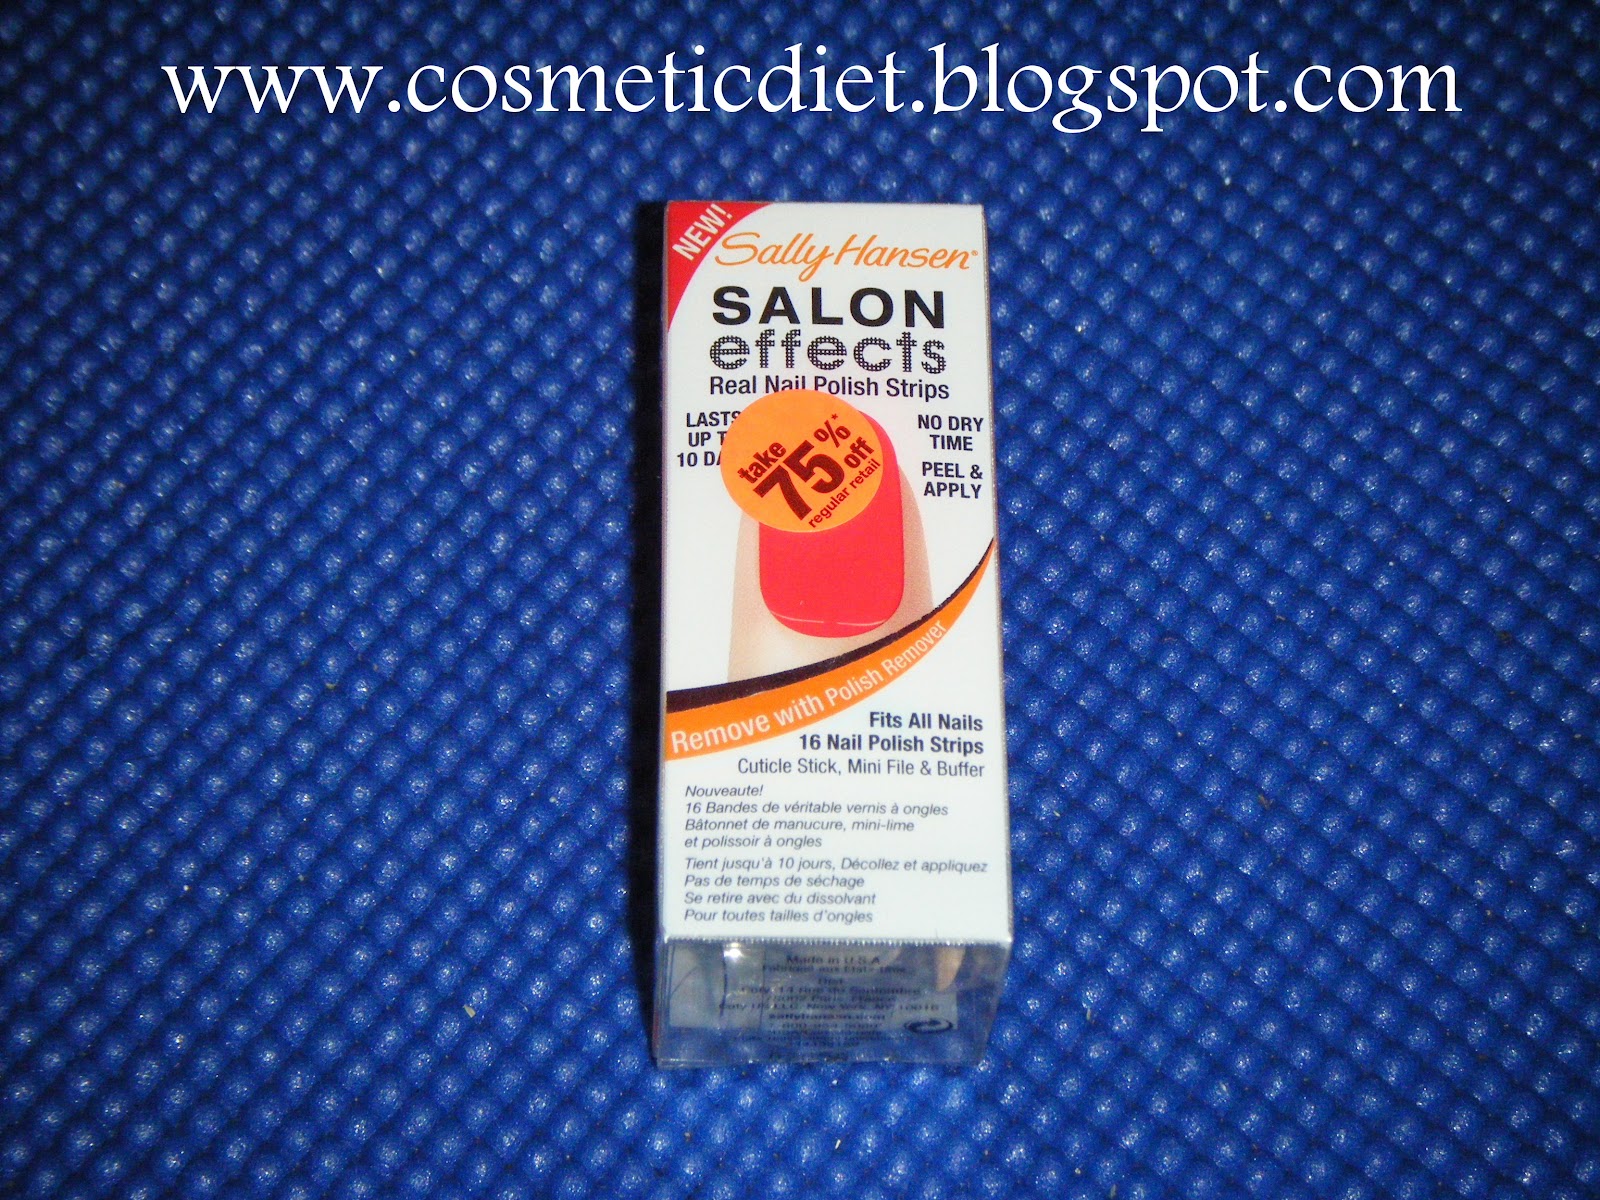 www.cosmeticdiet.blogspot.com
NEW!
Sally Hansen®
SALON
effects
Real Nail Polish Strips
LASTS
UP
10
take
75%*
off
regular retail
NO DRY
TIME
PEEL &
APPLY
Remove with Polish Remover
Fits All Nails
16 Nail Polish Strips
Cuticle Stick, Mini File & Buffer
Nouveaute!
16 Bandes de véritable vernis à ongles
Bâtonnet de manucure, mini-lime
et polissoir à ongles
Tient jusqu'à 10 jours, Décollez et appliquez
Pas de temps de séchage
Se retire avec du dissolvant
Pour toutes tailles d'ongles
Made in U.S.A
sallyhansen.com